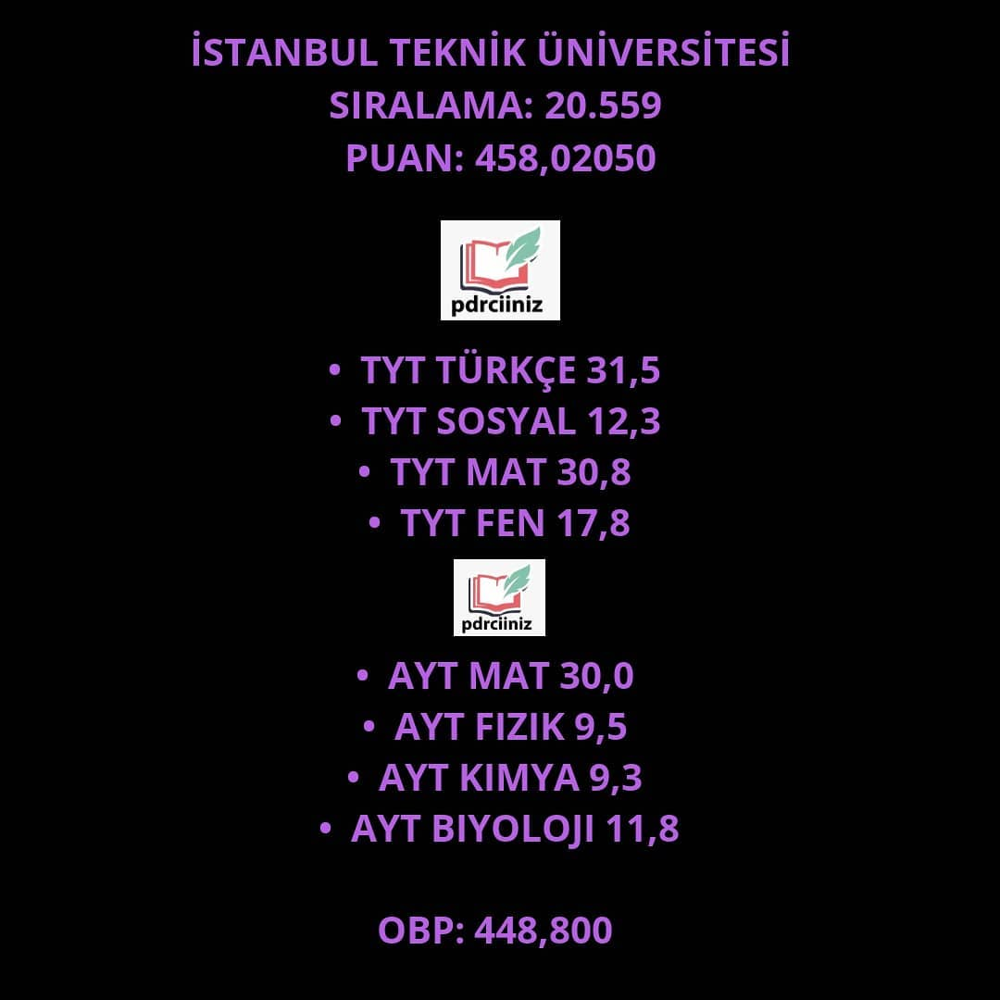 İSTANBUL TEKNİK ÜNİVERSİTESİ
SIRALAMA: 20.559
PUAN: 458,02050
pdrciiniz
• TYT TÜRKÇE 31,5
• TYT SOSYAL 12,3
• TYT MAT 30,8
• TYT FEN 17,8
pdrciiniz
• AYT MAT 30,0
• AYT FIZIK 9,5
• AYT KIMYA 9,3
• AYT BIYOLOJI 11,8
OBP: 448,800